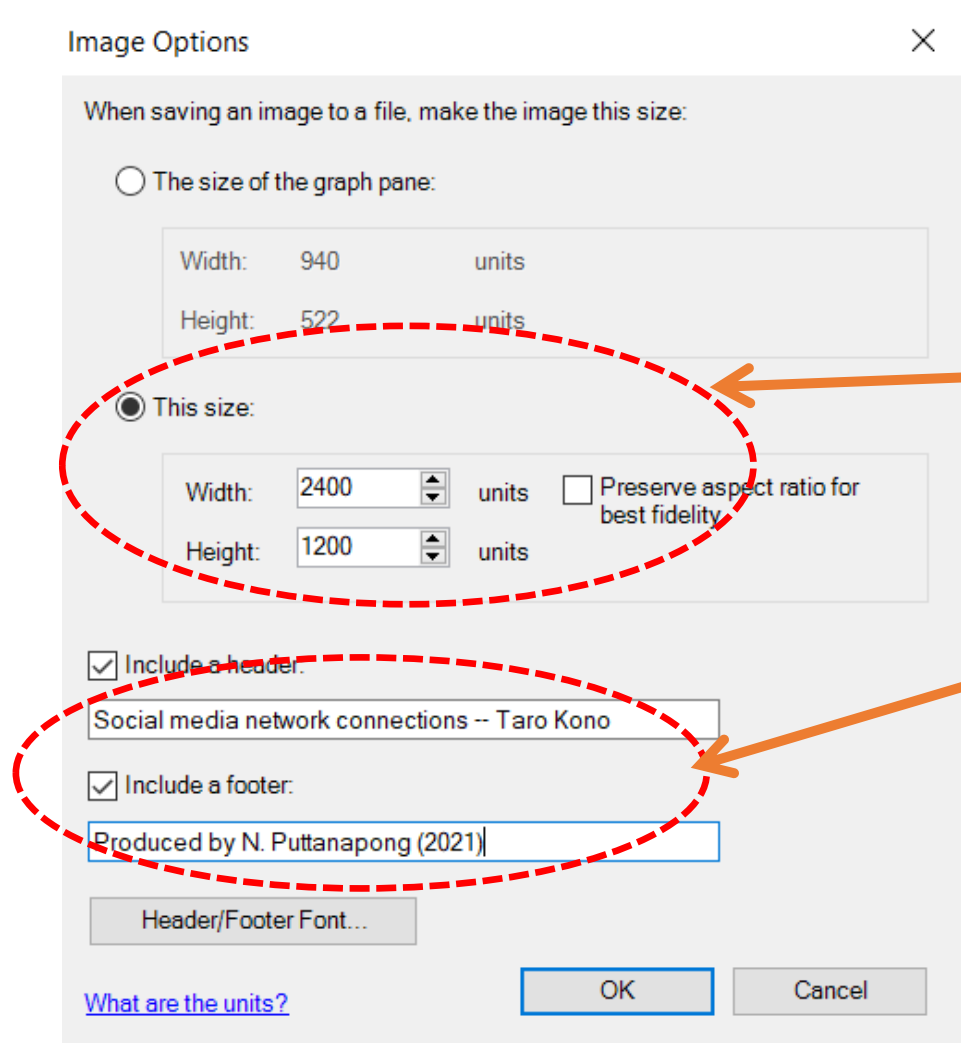 Image Options
When saving an image to a file, make the image this size:
The size of the graph pane:
Width: 940 units
Height: 522 units
This size:
Width: 2400 units
Preserve aspect ratio for
best fidelity
Height: 1200 units
Include a header:
Social media network connections -- Taro Kono
Include a footer:
Produced by N. Puttanapong (2021)
Header/Footer Font...
What are the units?
OK
Cancel